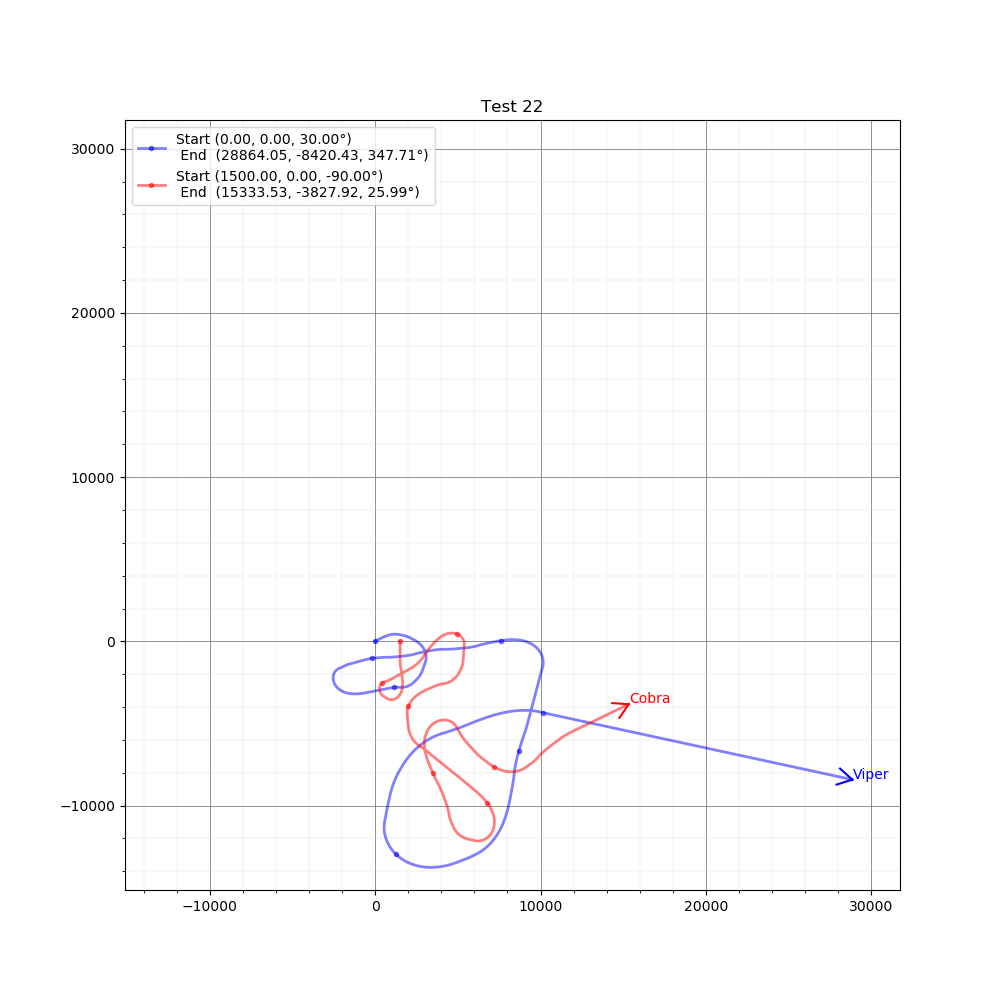 Test 22
Start (0.00, 0.00, 30.00°)
End  (28864.05, -8420.43, 347.71°)
Start (1500.00, 0.00, -90.00°)
End  (15333.53, -3827.92, 25.99°)
30000
20000
10000
0
Cobra
Viper
−10000
−10000
0
10000
20000
30000